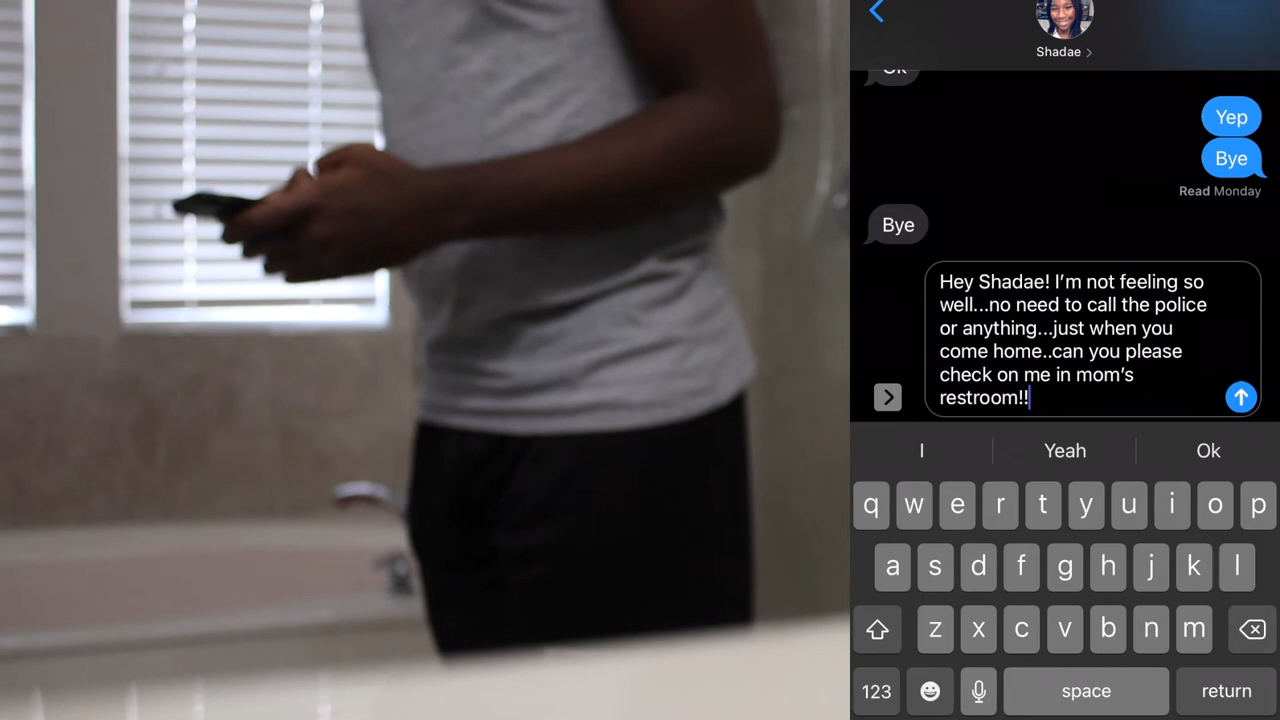 Shadae
Ok
Yep
Bye
Read Monday
Bye
Hey Shadae! I’m not feeling so
well...no need to call the police
or anything...just when you
come home..can you please
check on me in mom’s
restroom!!
I Yeah Ok
q w e r t y u i o p
a s d f g h j k l
z x c v b n m
123 space return